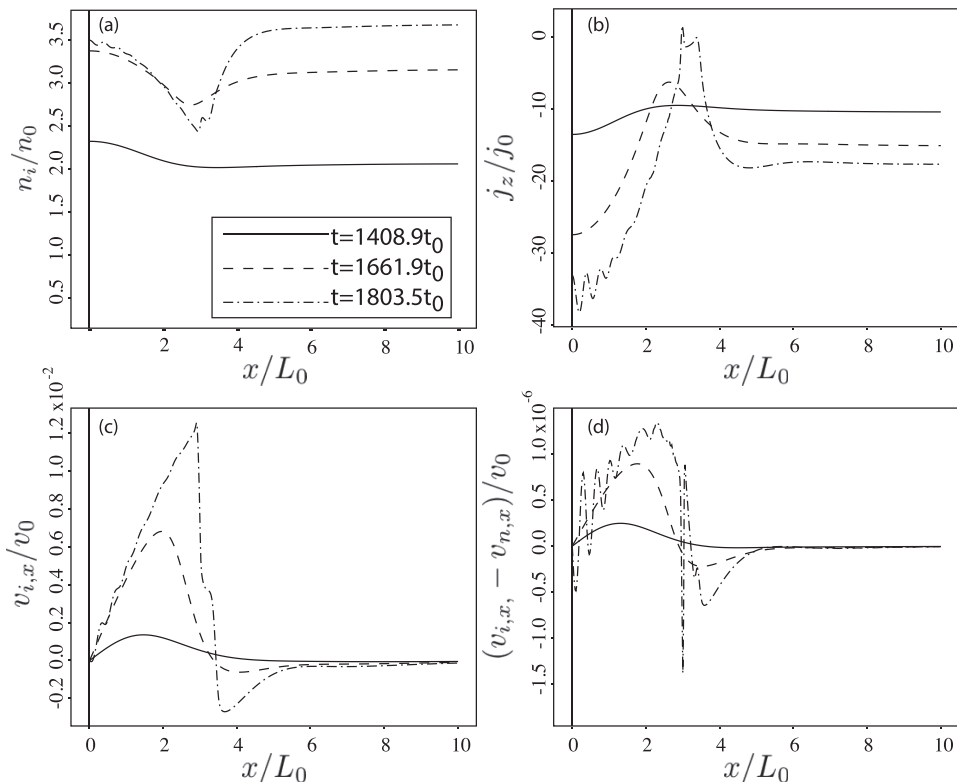 (a)
n_i/n_0
3.5
3.0
2.5
2.0
1.5
1.0
0.5
t=1408.9t_0
t=1661.9t_0
t=1803.5t_0
0 2 4 6 8 10
x/L_0
(b)
j_z/j_0
0
-10
-20
-30
-40
0 2 4 6 8 10
x/L_0
(c)
v_{i,x}/v_0
1.2 x10^{-2}
1.0
0.8
0.6
0.4
0.2
0.0
-0.2
0 2 4 6 8 10
x/L_0
(d)
(v_{i,x}, − v_{n,x})/v_0
1.0 x10^{-6}
0.5
0.0
-0.5
-1.0
-1.5
0 2 4 6 8 10
x/L_0